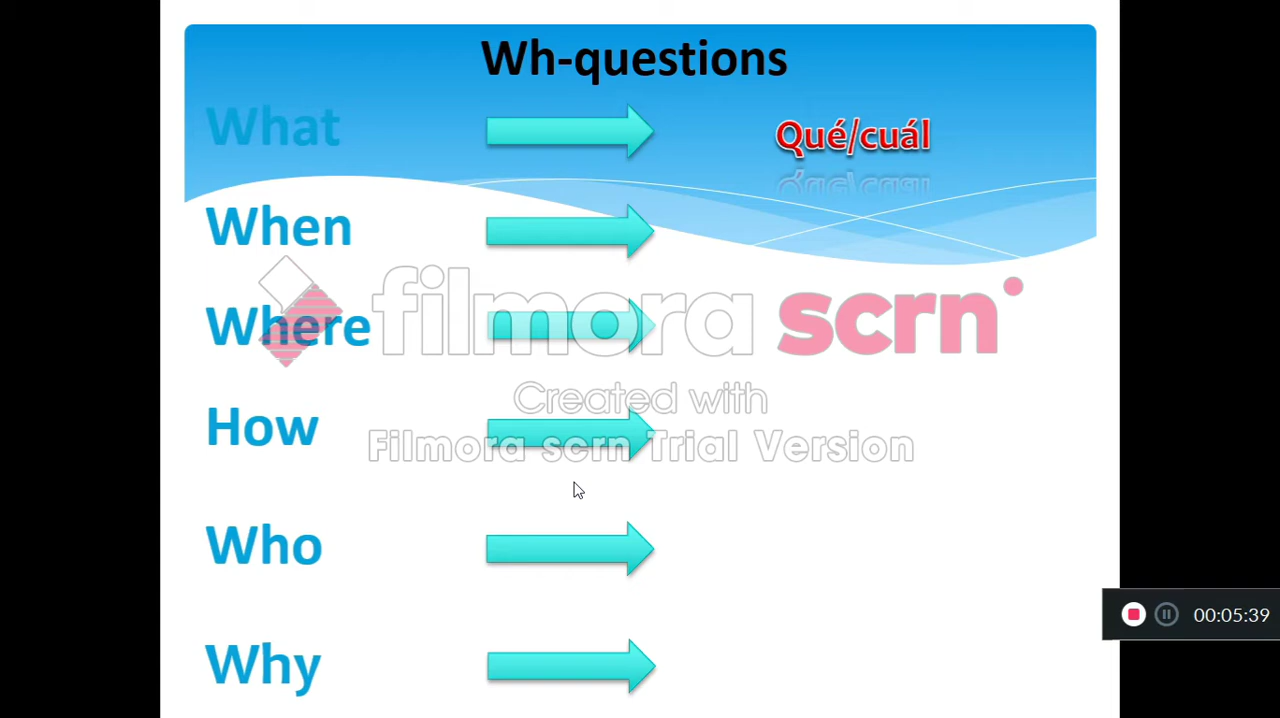 Wh-questions
What Qué/cuál
When
Where
filmora scrn
How
Created with
Filmora scrn Trial Version
Who
Why
00:05:39